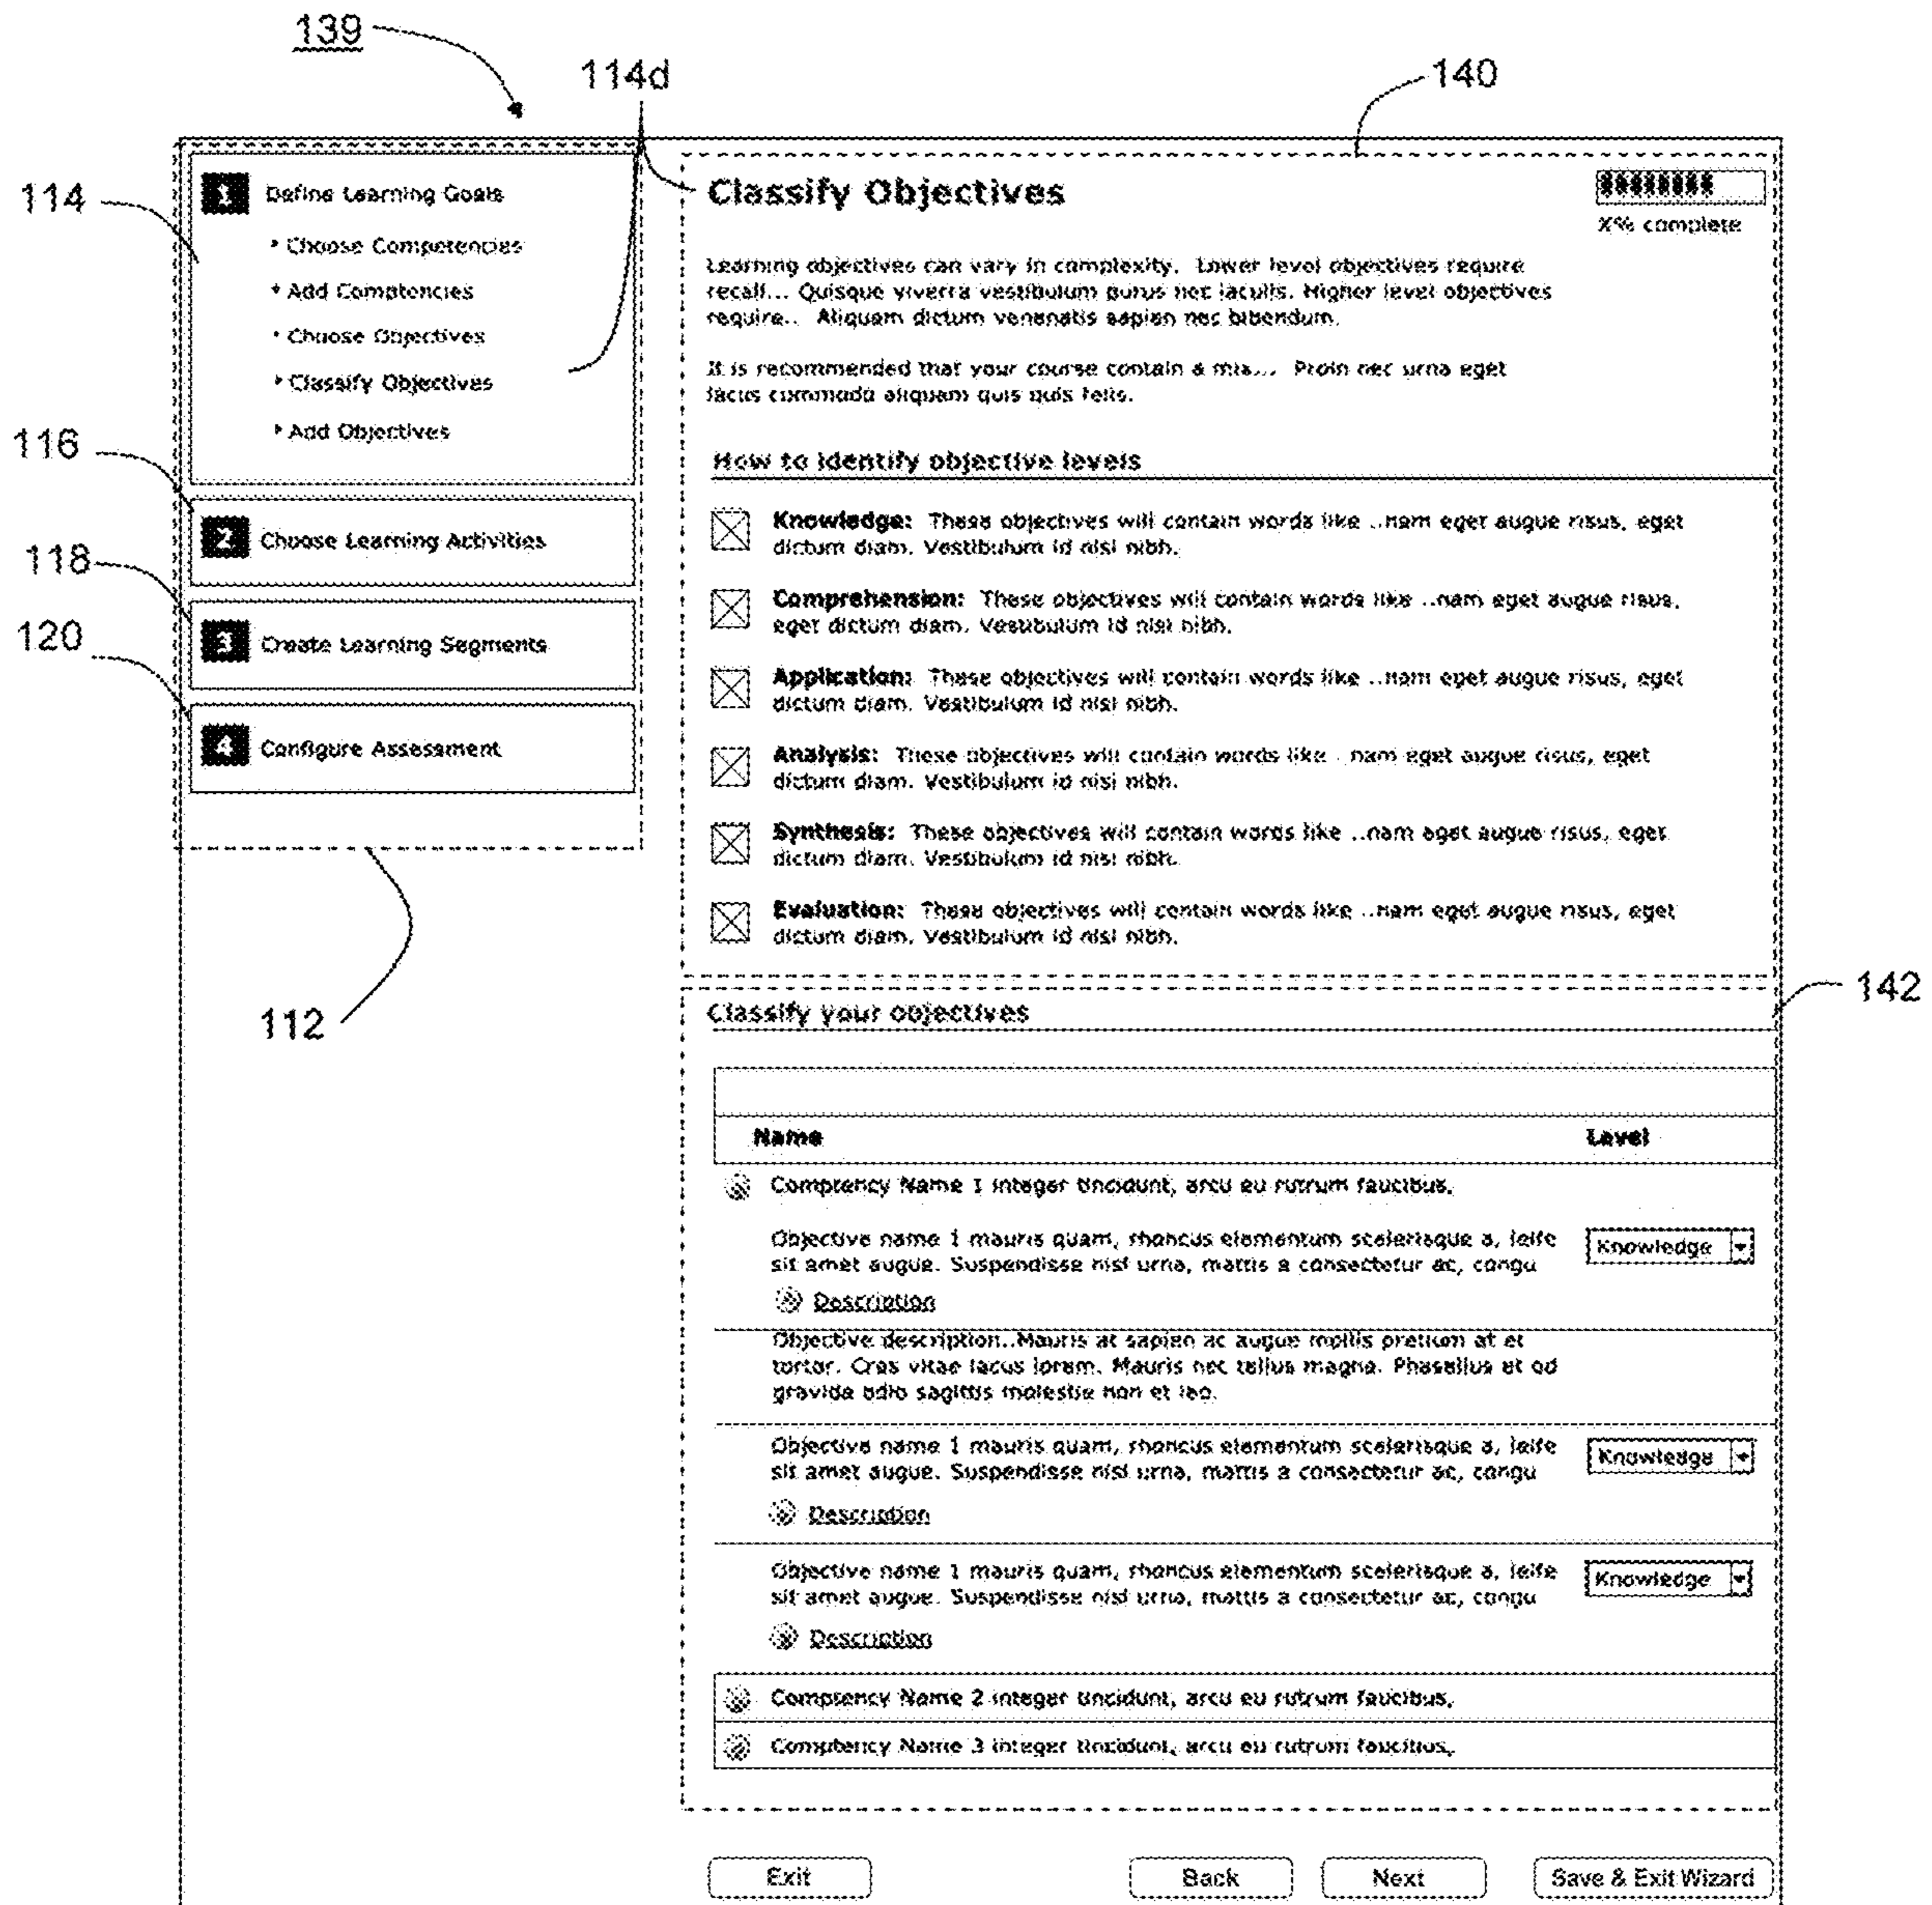 139
114d
140
114
1 Define Learning Goals
• Choose Competencies
• Add Comptencies
• Choose Objectives
• Classify Objectives
• Add Objectives
116
2 Choose Learning Activities
118
3 Create Learning Segments
120
4 Configure Assessment
112
Classify Objectives
X% complete
Learning objectives can vary in complexity. Lower level objectives require
recall... Quisque viverra vestibulum purus nec iaculis. Higher level objectives
require.. Aliquam dictum venenatis sapien nec bibendum.
It is recommended that your course contain a mix... Proin nec urna eget
lacus commodo aliquam quis quis felis.
How to identify objective levels
Knowledge: These objectives will contain words like ..nam eget augue risus, eget
dictum diam. Vestibulum id nisi nibh.
Comprehension: These objectives will contain words like ..nam eget augue risus,
eget dictum diam. Vestibulum id nisi nibh.
Application: These objectives will contain words like ..nam eget augue risus, eget
dictum diam. Vestibulum id nisi nibh.
Analysis: These objectives will contain words like ..nam eget augue risus, eget
dictum diam. Vestibulum id nisi nibh.
Synthesis: These objectives will contain words like ..nam eget augue risus, eget
dictum diam. Vestibulum id nisi nibh.
Evaluation: These objectives will contain words like ..nam eget augue risus, eget
dictum diam. Vestibulum id nisi nibh.
142
Classify your objectives
Name Level
Comptency Name 1 integer tincidunt, arcu eu rutrum faucibus,
Objective name 1 mauris quam, rhoncus elementum scelerisque a, leife
sit amet augue. Suspendisse nisl urna, mattis a consectetur ac, congu
Knowledge
Description
Objective description..Mauris at sapien ac augue mollis pretium at et
tortor. Cras vitae lacus lorem. Mauris nec tellus magna. Phasellus et od
gravida odio sagittis molestie non et leo.
Objective name 1 mauris quam, rhoncus elementum scelerisque a, leife
sit amet augue. Suspendisse nisl urna, mattis a consectetur ac, congu
Knowledge
Description
Objective name 1 mauris quam, rhoncus elementum scelerisque a, leife
sit amet augue. Suspendisse nisl urna, mattis a consectetur ac, congu
Knowledge
Description
Comptency Name 2 integer tincidunt, arcu eu rutrum faucibus,
Comptency Name 3 integer tincidunt, arcu eu rutrum faucibus,
Exit Back Next Save & Exit Wizard